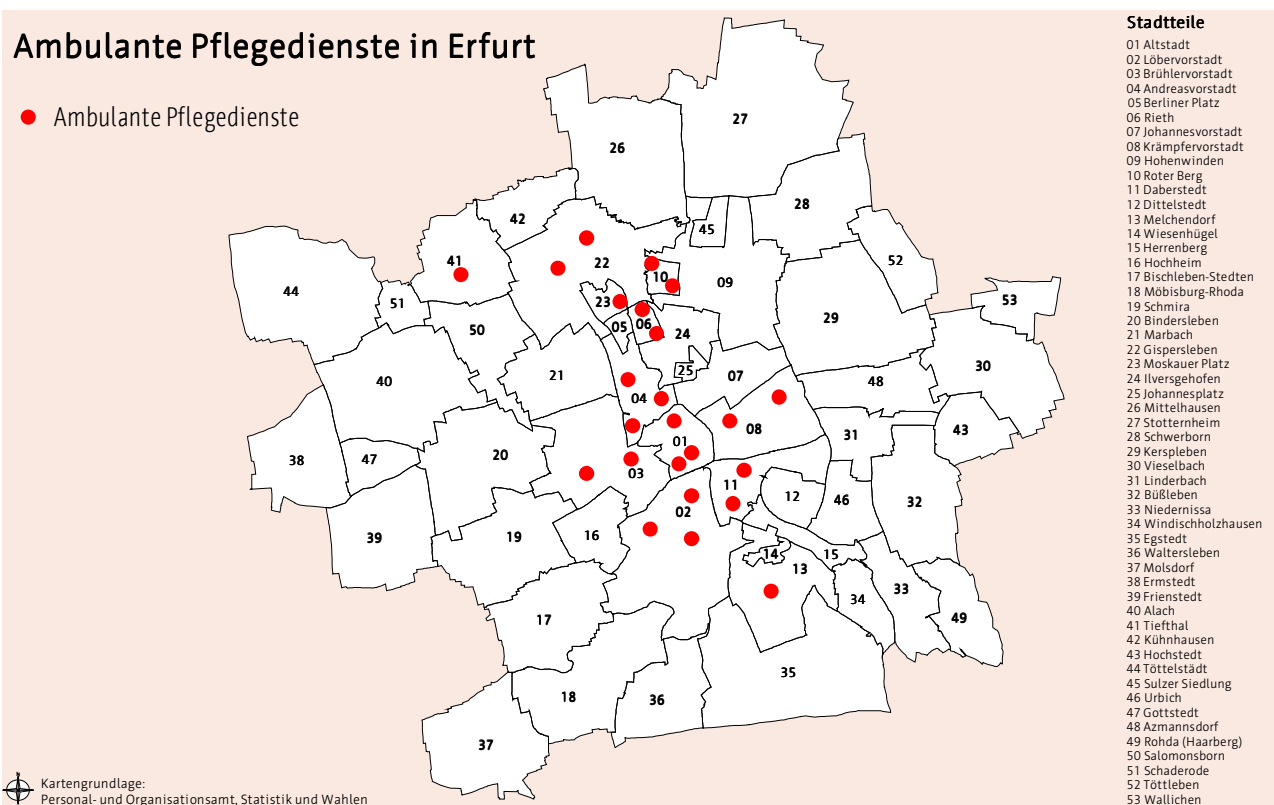 Ambulante Pflegedienste in Erfurt
Ambulante Pflegedienste
27
26
28
42
45
41
22
52
10
09
44
51
23
53
29
05
06
50
24
30
25
21
07
40
48
04
08
43
31
01
38
47
20
03
11
12
46
32
02
39
19
16
14
15
13
33
34
49
17
35
18
36
37
Kartengrundlage:
Personal- und Organisationsamt, Statistik und Wahlen
Stadtteile
01 Altstadt
02 Löbervorstadt
03 Brühlervorstadt
04 Andreasvorstadt
05 Berliner Platz
06 Rieth
07 Johannesvorstadt
08 Krämpfervorstadt
09 Hohenwinden
10 Roter Berg
11 Daberstedt
12 Dittelstedt
13 Melchendorf
14 Wiesenhügel
15 Herrenberg
16 Hochheim
17 Bischleben-Stedten
18 Möbisburg-Rhoda
19 Schmira
20 Bindersleben
21 Marbach
22 Gispersleben
23 Moskauer Platz
24 Ilversgehofen
25 Johannesplatz
26 Mittelhausen
27 Stotternheim
28 Schwerborn
29 Kerspleben
30 Vieselbach
31 Linderbach
32 Büßleben
33 Niedernissa
34 Windischholzhausen
35 Egstedt
36 Waltersleben
37 Molsdorf
38 Ermstedt
39 Frienstedt
40 Alach
41 Tiefthal
42 Kühnhausen
43 Hochstedt
44 Töttelstädt
45 Sulzer Siedlung
46 Urbich
47 Gottstedt
48 Azmannsdorf
49 Rohda (Haarberg)
50 Salomonsborn
51 Schaderode
52 Töttleben
53 Wallichen